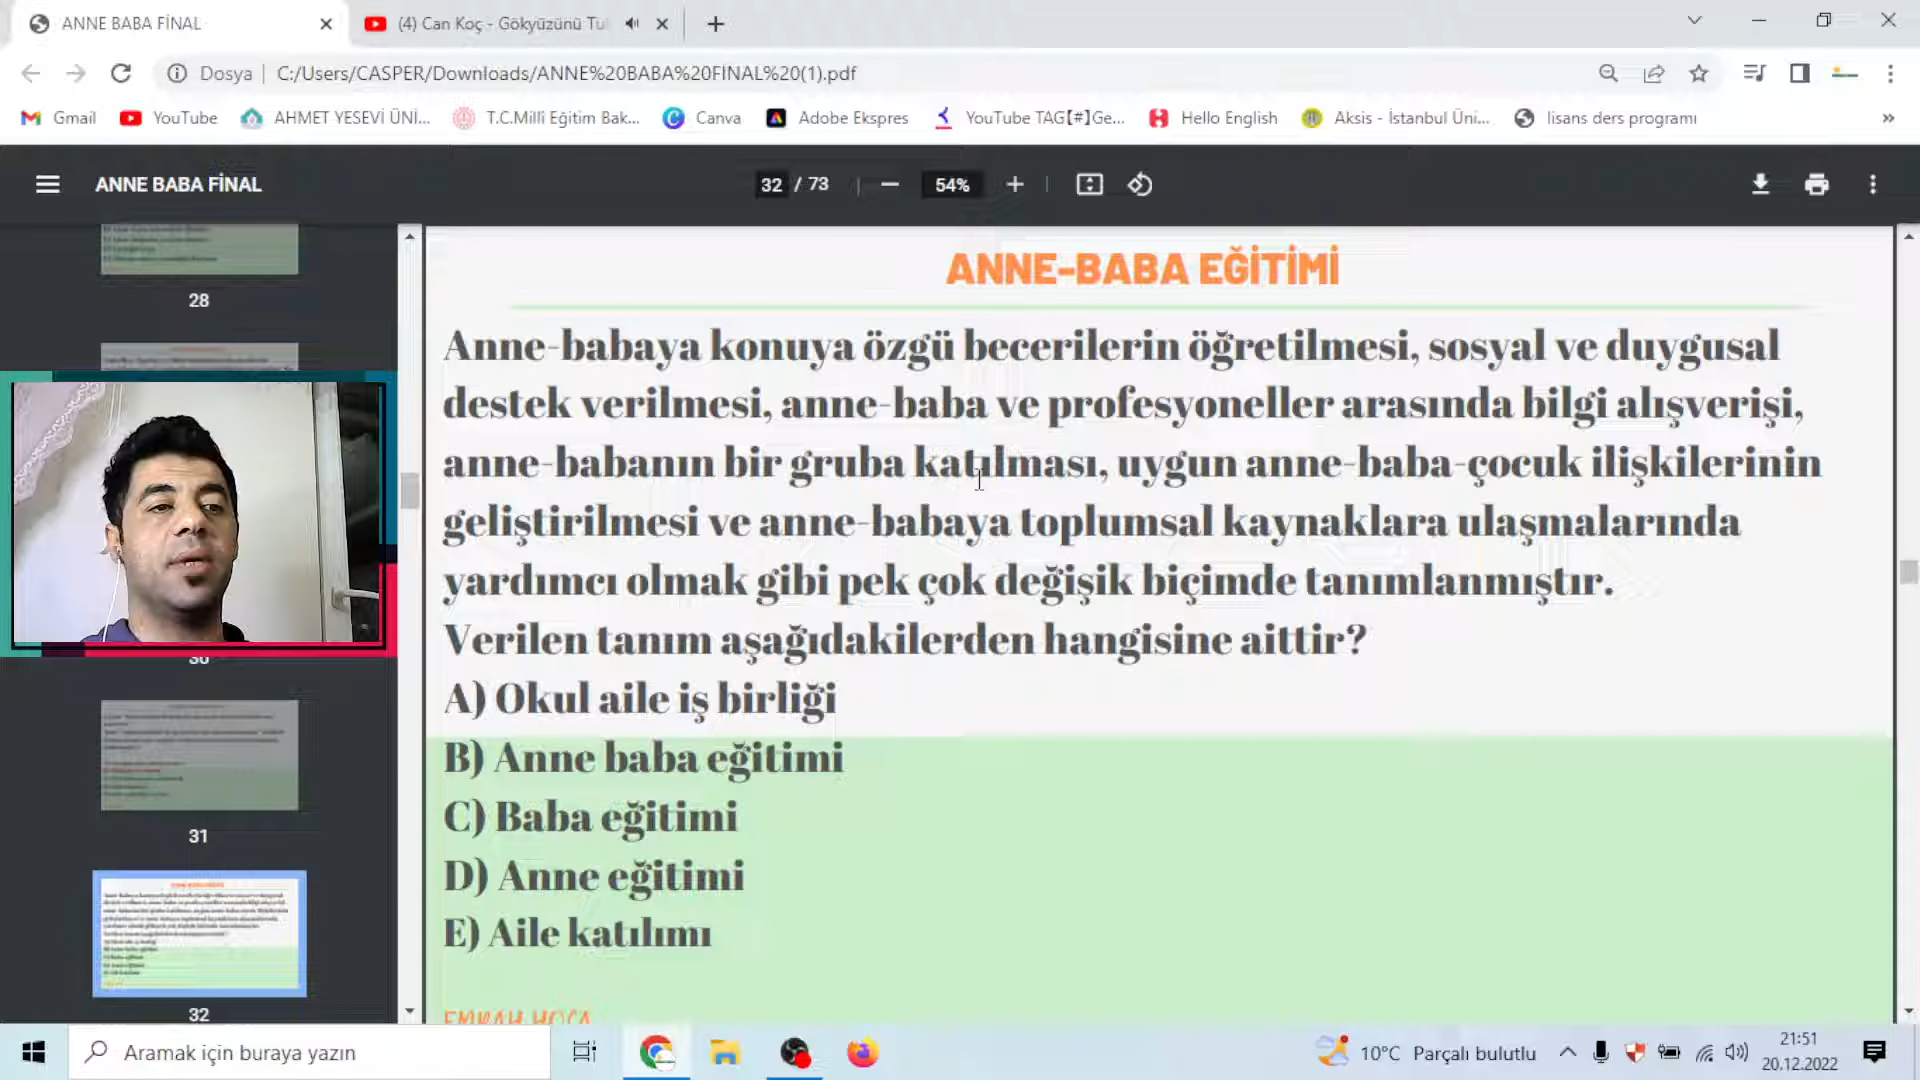 ANNE BABA FİNAL
(4) Can Koç - Gökyüzünü Tu
Dosya
C:/Users/CASPER/Downloads/ANNE%20BABA%20FİNAL%20(1).pdf
Gmail
YouTube
AHMET YESEVİ ÜNİ...
T.C.Millî Eğitim Bak...
Canva
Adobe Ekspres
YouTube TAG【#】Ge...
Hello English
Aksis - İstanbul Üni...
lisans ders programı
»
ANNE BABA FİNAL
32 / 73
54%
28
31
32
ANNE-BABA EĞİTİMİ
Anne-babaya konuya özgü becerilerin öğretilmesi, sosyal ve duygusal
destek verilmesi, anne-baba ve profesyoneller arasında bilgi alışverişi,
anne-babanın bir gruba katılması, uygun anne-baba-çocuk ilişkilerinin
geliştirilmesi ve anne-babaya toplumsal kaynaklara ulaşmalarında
yardımcı olmak gibi pek çok değişik biçimde tanımlanmıştır.
Verilen tanım aşağıdakilerden hangisine aittir?
A) Okul aile iş birliği
B) Anne baba eğitimi
C) Baba eğitimi
D) Anne eğitimi
E) Aile katılımı
EMRAH HOCA
Aramak için buraya yazın
10°C Parçalı bulutlu
21:51
20.12.2022